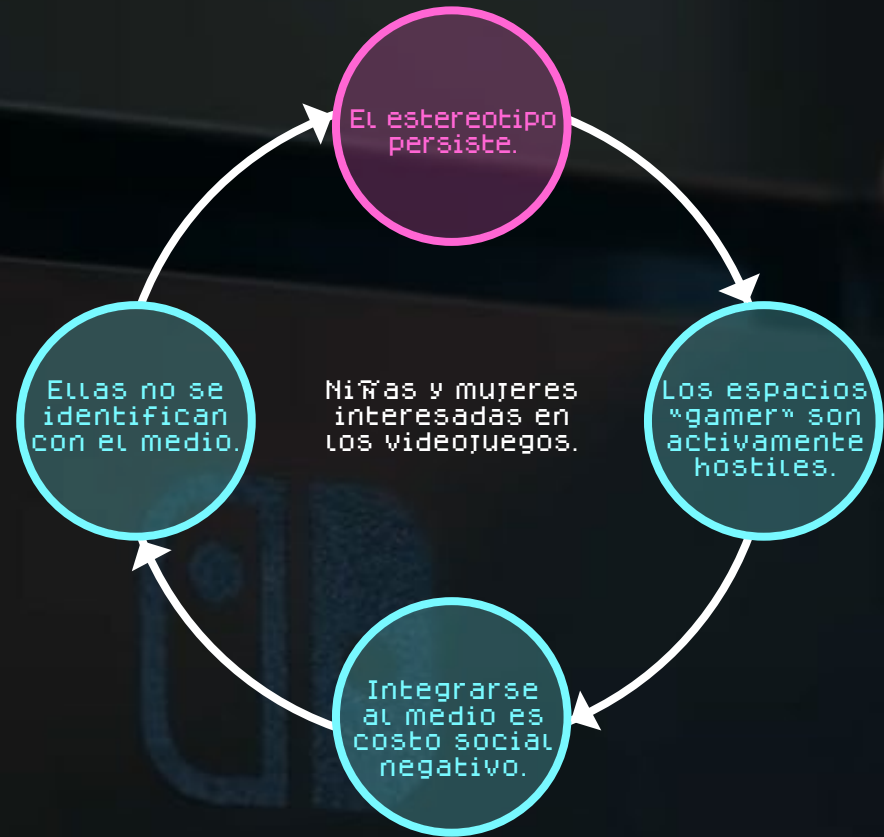 El estereotipo
persiste.
Ellas no se
identifican
con el medio.
Niñas y mujeres
interesadas en
los videojuegos.
Los espacios
"gamer" son
activamente
hostiles.
Integrarse
al medio es
costo social
negativo.